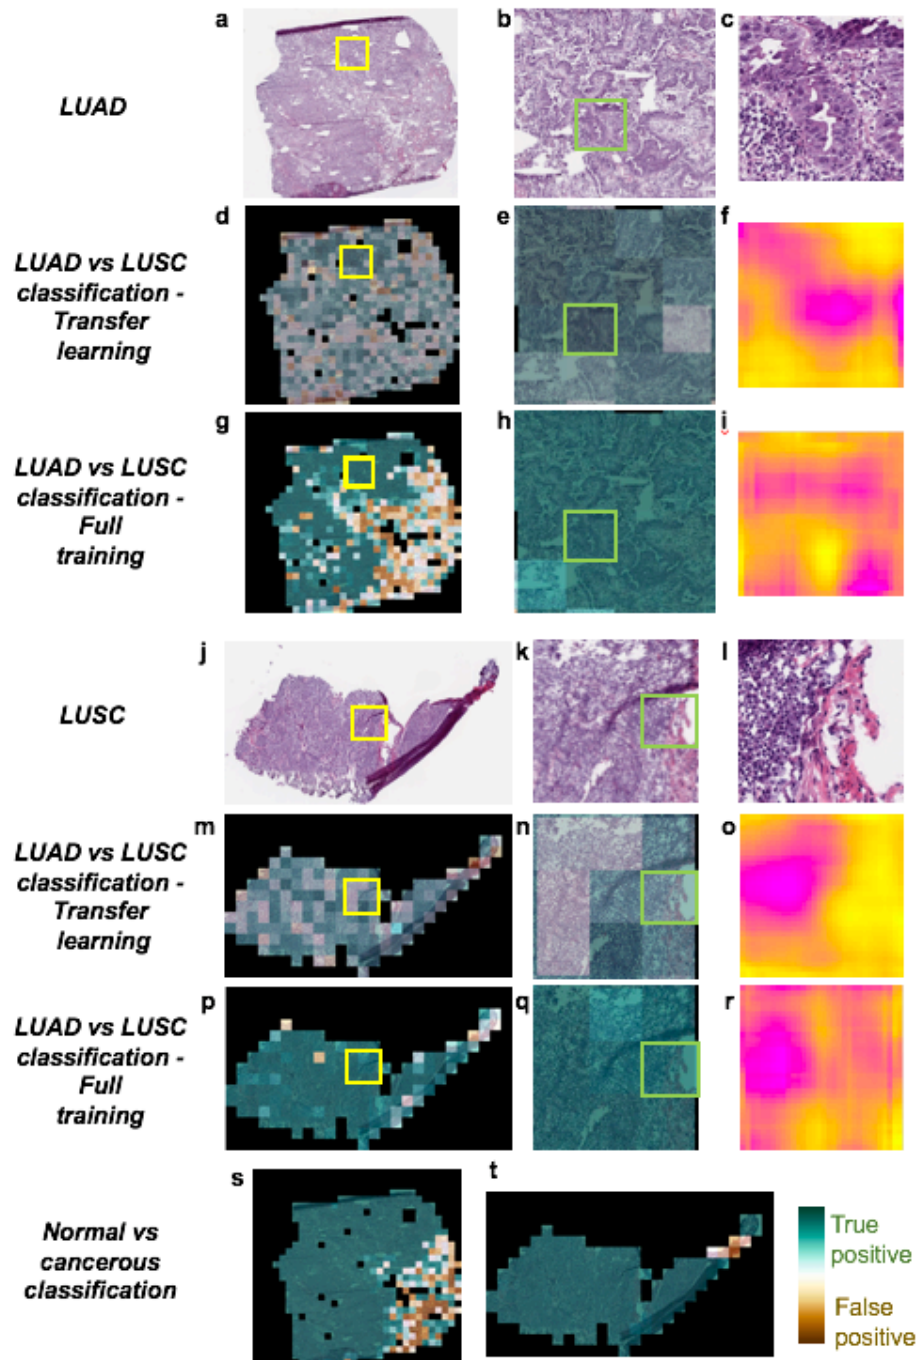 a
b
c
LUAD
d
e
f
LUAD vs LUSC
classification -
Transfer
learning
g
h
i
LUAD vs LUSC
classification -
Full
training
j
k
l
LUSC
m
n
o
LUAD vs LUSC
classification -
Transfer
learning
p
q
r
LUAD vs LUSC
classification -
Full
training
s
t
Normal vs
cancerous
classification
True
positive
False
positive